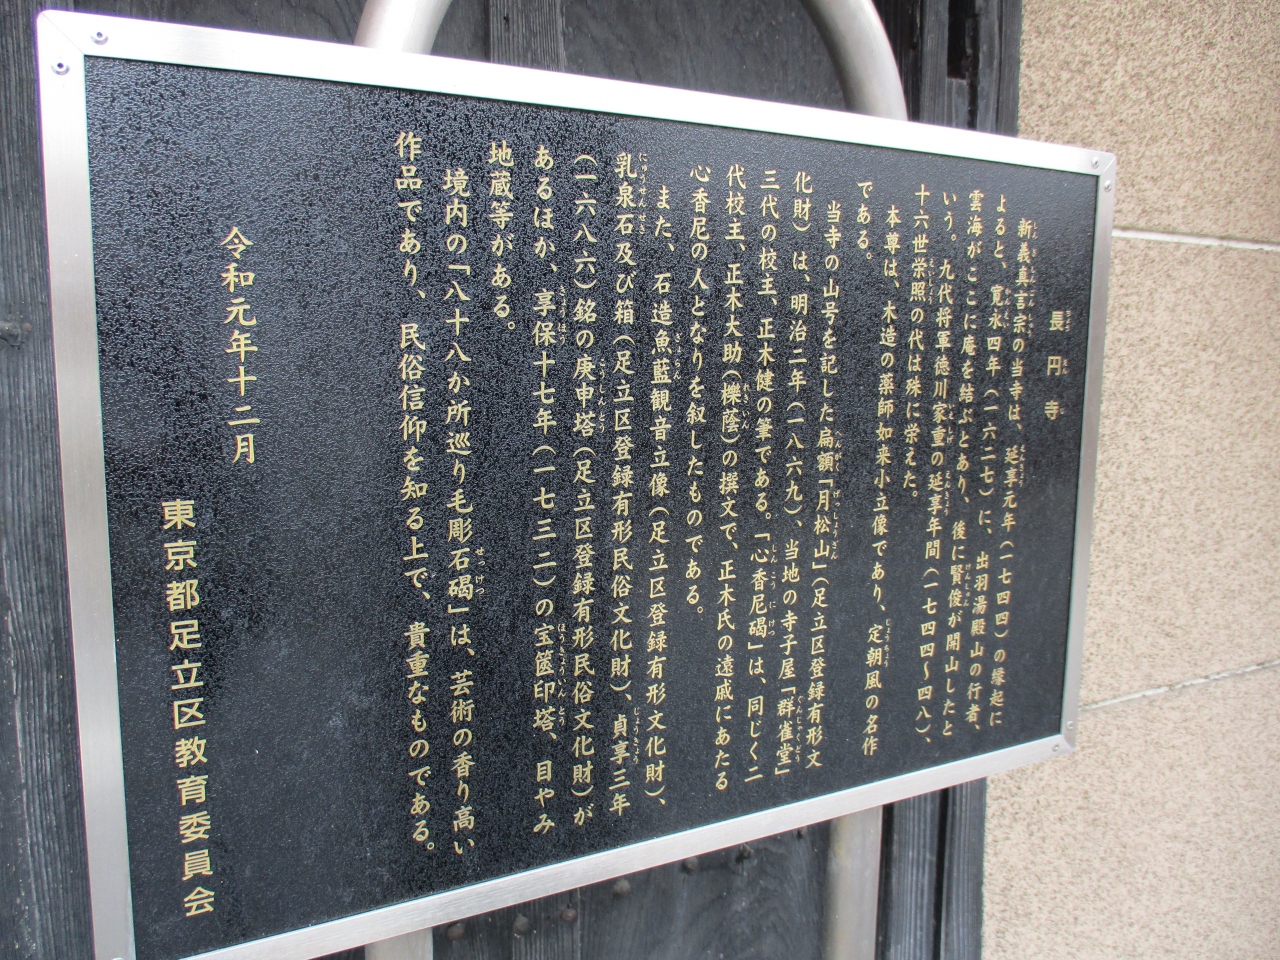 長円寺
新義真言宗の当寺は、延享元年(一七四四)の縁起に
よると、寛永四年(一六二七)に、出羽湯殿山の行者、
雲海がここに庵を結ぶとあり、後に賢俊が開山したと
いう。九代将軍徳川家重の延享年間(一七四四〜四八)、
十六世栄照の代は殊に栄えた。
本尊は、木造の薬師如来小立像であり、定朝風の名作
である。
当寺の山号を記した扁額「月松山」(足立区登録有形文
化財)は、明治二年(一八六九)、当地の寺子屋「群雀堂」
三代の校主、正木健の筆である。「心香尼碣」は、同じく二
代校主、正木大助(櫟蔭)の撰文で、正木氏の遠戚にあたる
心香尼の人となりを叙したものである。
また、石造魚籃観音立像(足立区登録有形文化財)、
乳泉石及び箱(足立区登録有形民俗文化財)、貞享三年
(一六八六)銘の庚申塔(足立区登録有形民俗文化財)が
あるほか、享保十七年(一七三二)の宝篋印塔、目やみ
地蔵等がある。
境内の「八十八か所巡り毛彫石碣」は、芸術の香り高い
作品であり、民俗信仰を知る上で、貴重なものである。
令和元年十二月
東京都足立区教育委員会